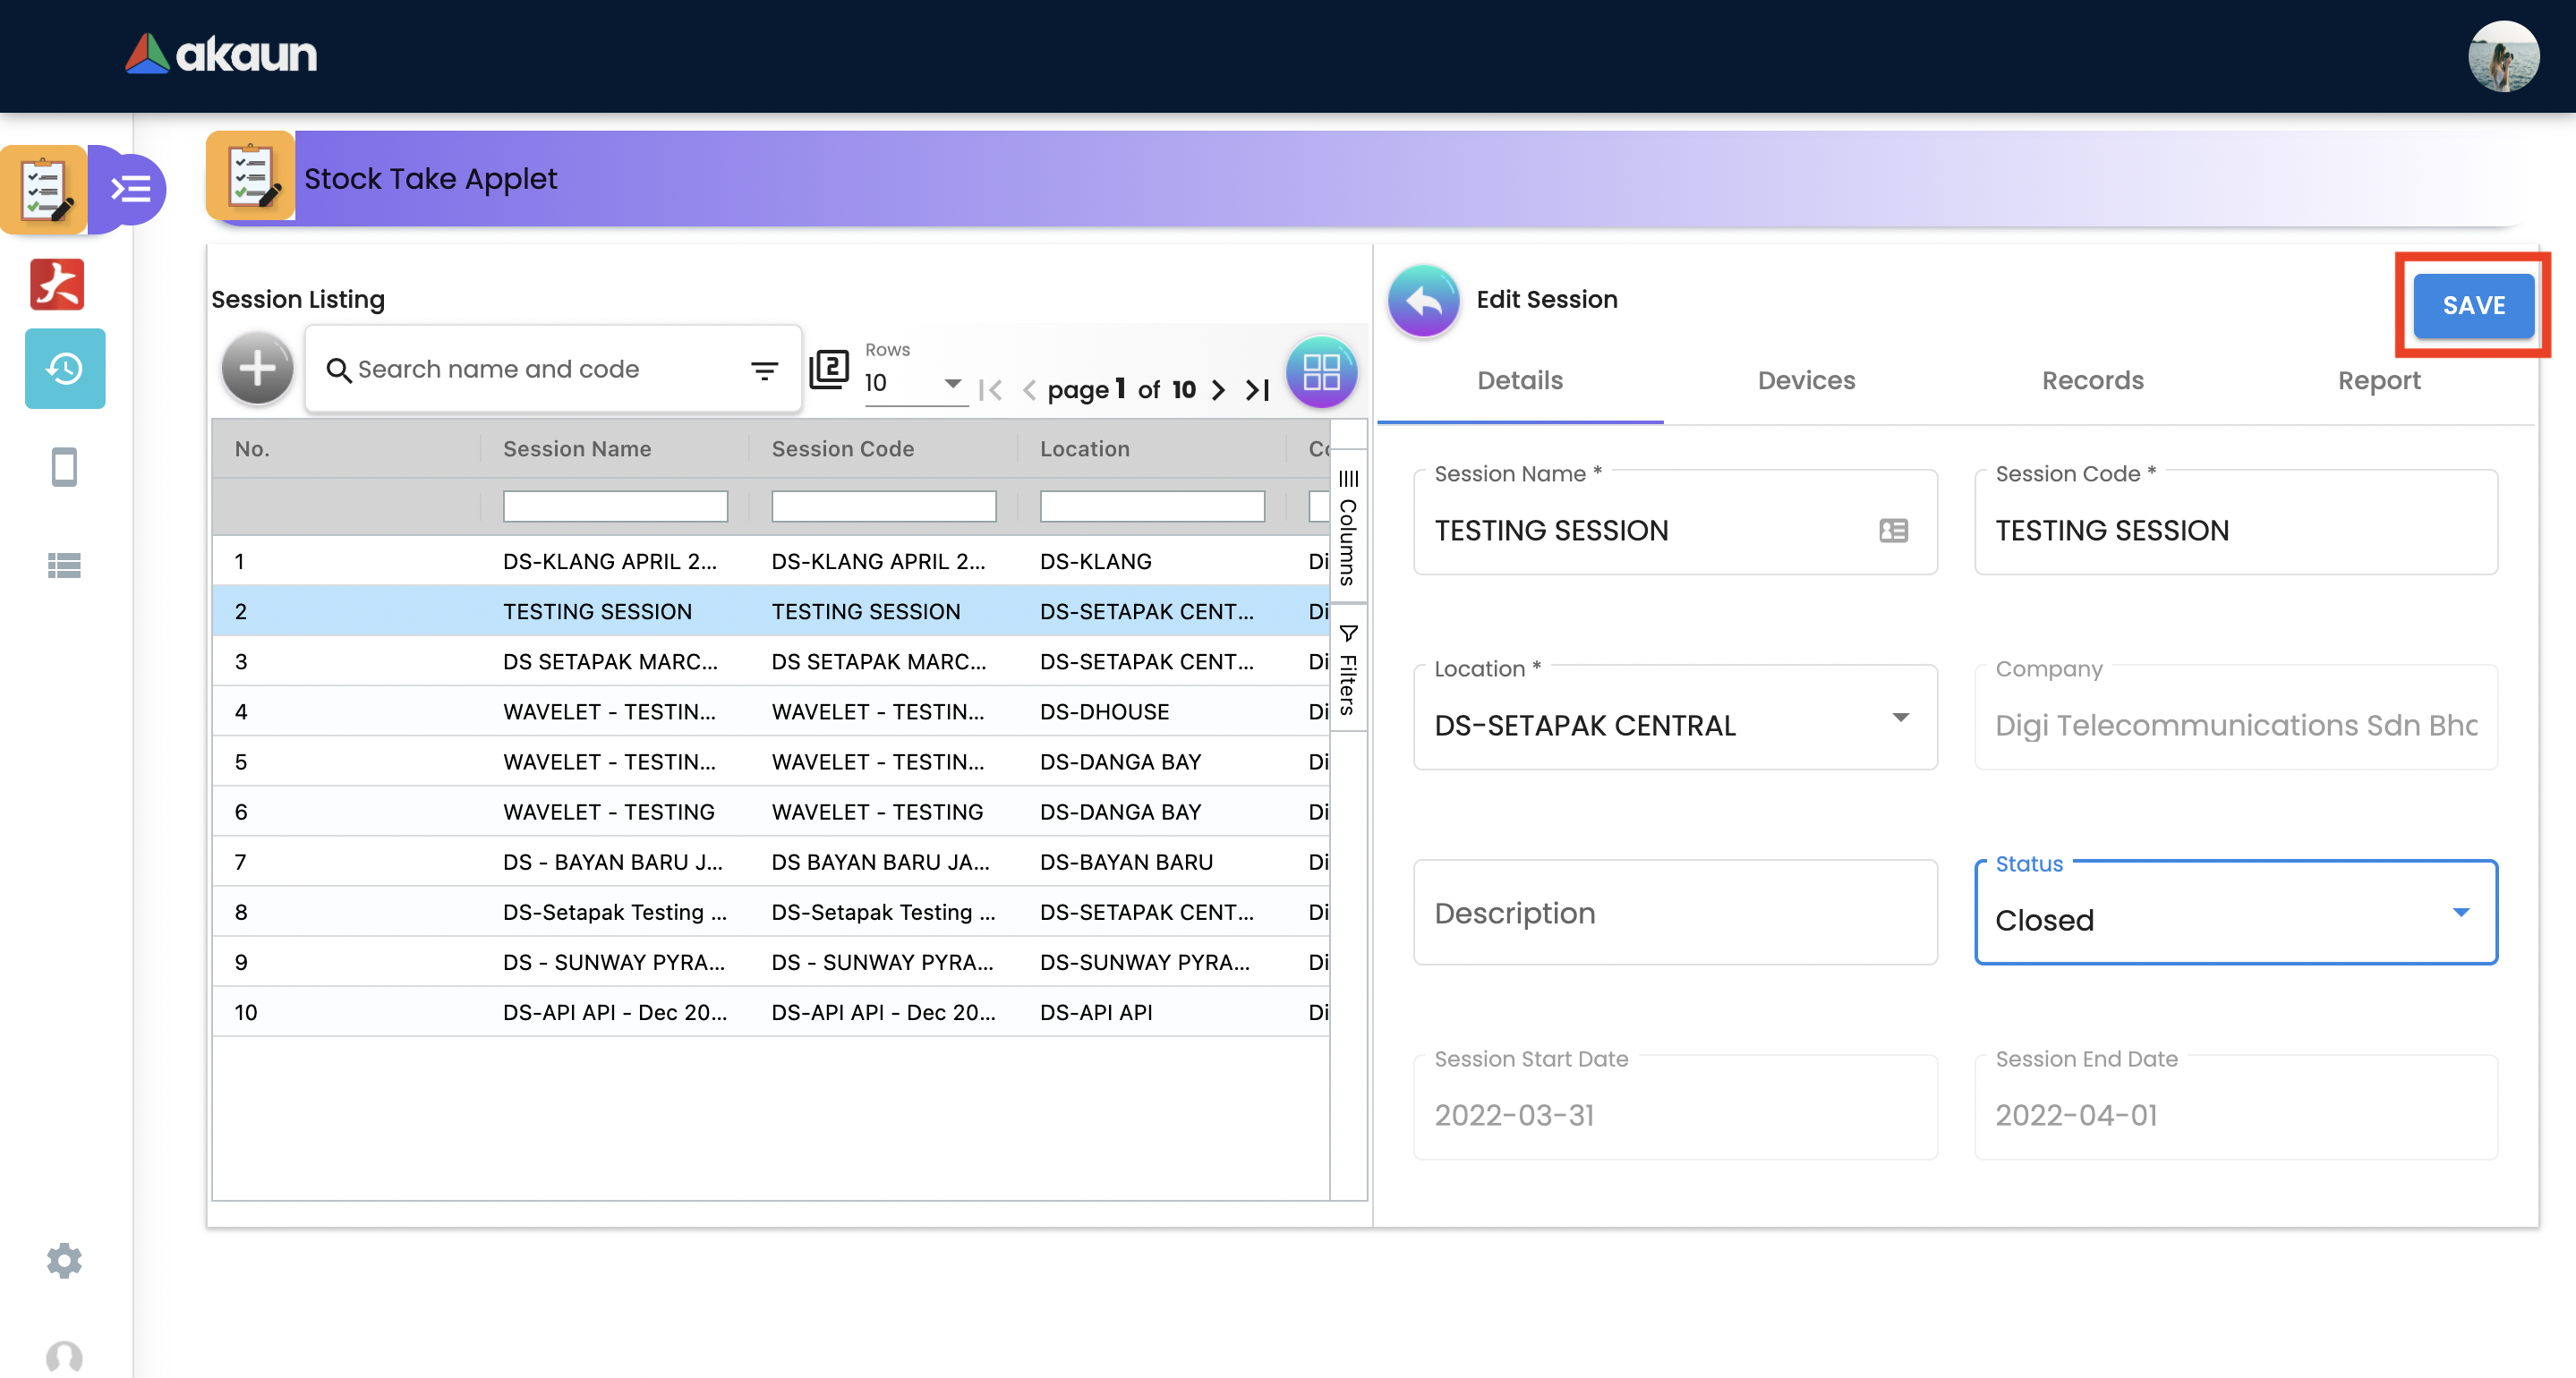 akaun
Stock Take Applet
Session Listing
Search name and code
2
Rows
10
page 1 of 10
No. Session Name Session Code Location Co
1 DS-KLANG APRIL 2... DS-KLANG APRIL 2... DS-KLANG Di
2 TESTING SESSION TESTING SESSION DS-SETAPAK CENT... Di
3 DS SETAPAK MARC... DS SETAPAK MARC... DS-SETAPAK CENT... Di
4 WAVELET - TESTIN... WAVELET - TESTIN... DS-DHOUSE Di
5 WAVELET - TESTIN... WAVELET - TESTIN... DS-DANGA BAY Di
6 WAVELET - TESTING WAVELET - TESTING DS-DANGA BAY Di
7 DS - BAYAN BARU J... DS BAYAN BARU JA... DS-BAYAN BARU Di
8 DS-Setapak Testing ... DS-Setapak Testing ... DS-SETAPAK CENT... Di
9 DS - SUNWAY PYRA... DS - SUNWAY PYRA... DS-SUNWAY PYRA... Di
10 DS-API API - Dec 20... DS-API API - Dec 20... DS-API API Di
Columns
Filters
Edit Session
SAVE
Details Devices Records Report
Session Name *
TESTING SESSION
Session Code *
TESTING SESSION
Location *
DS-SETAPAK CENTRAL
Company
Digi Telecommunications Sdn Bhd
Description
Status
Closed
Session Start Date
2022-03-31
Session End Date
2022-04-01